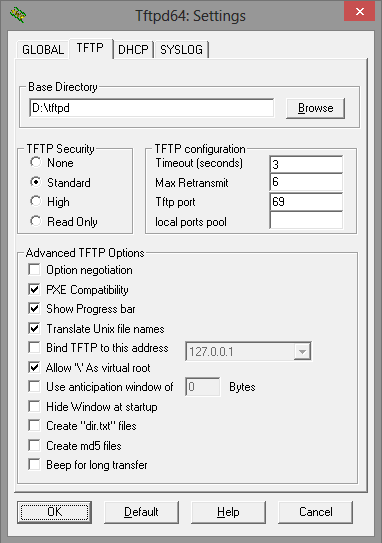 Tftpd64: Settings
GLOBAL TFTP DHCP SYSLOG
Base Directory
D:\tftpd Browse
TFTP Security
None
Standard
High
Read Only
TFTP configuration
Timeout (seconds) 3
Max Retransmit 6
Tftp port 69
local ports pool
Advanced TFTP Options
Option negotiation
PXE Compatibility
Show Progress bar
Translate Unix file names
Bind TFTP to this address 127.0.0.1
Allow '\' As virtual root
Use anticipation window of 0 Bytes
Hide Window at startup
Create "dir.txt" files
Create md5 files
Beep for long transfer
OK Default Help Cancel